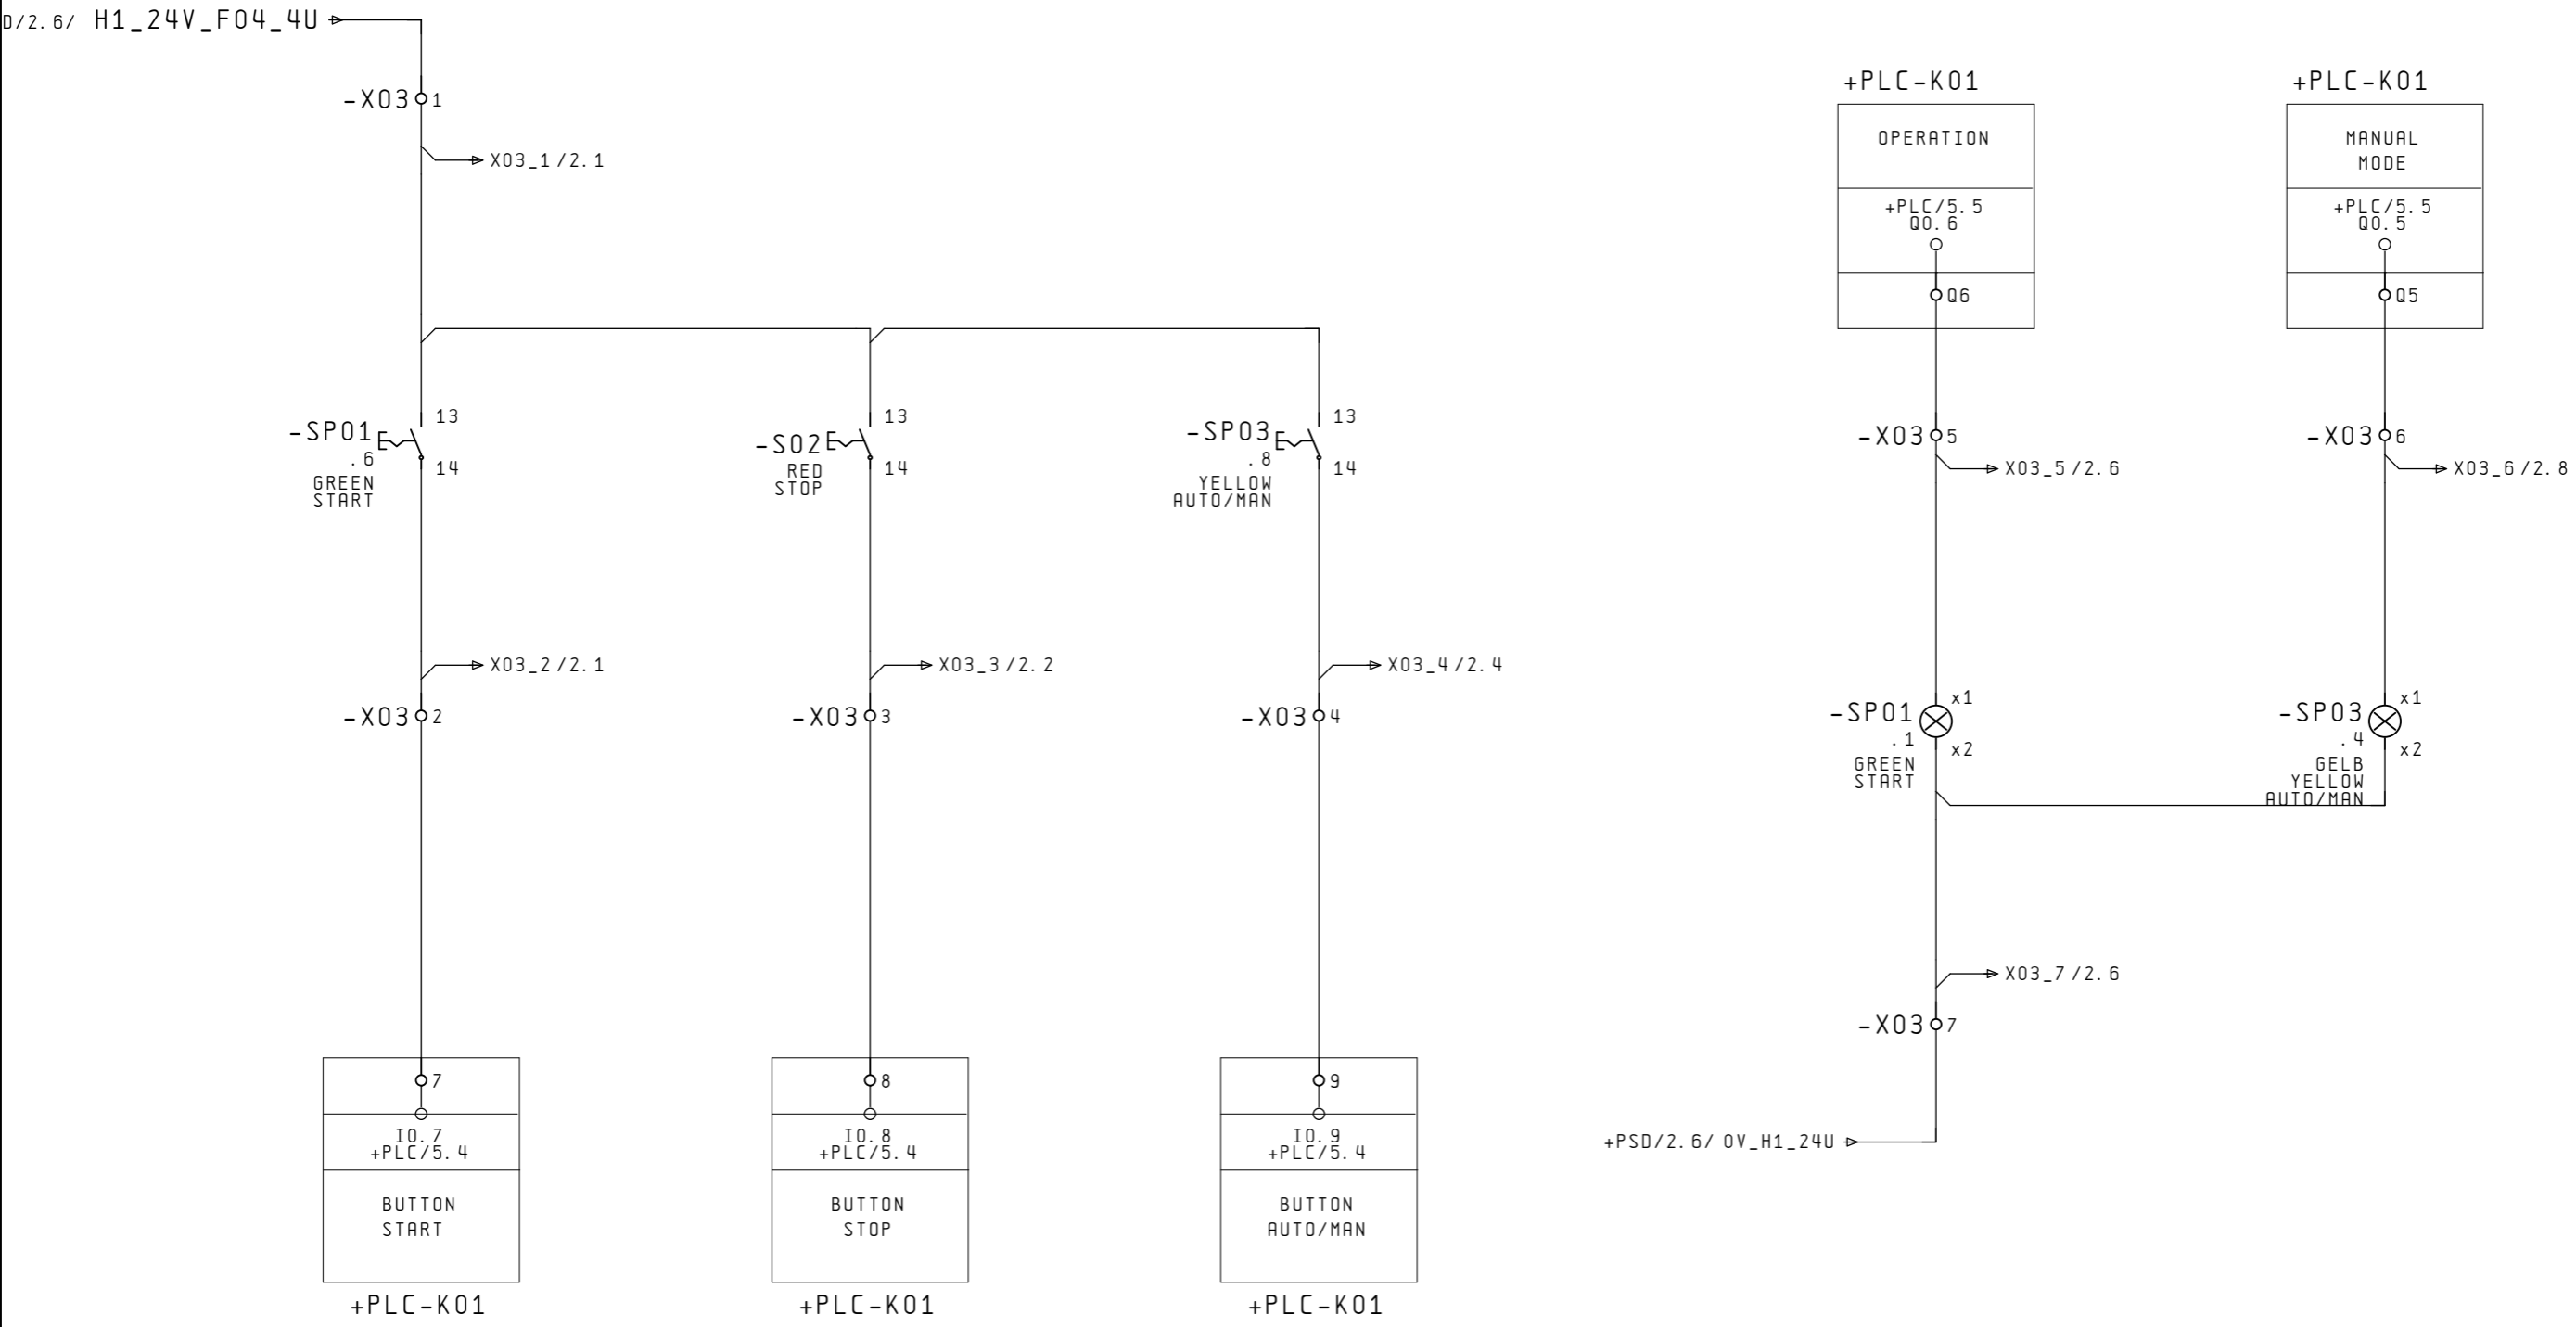 D/2.6/ H1_24V_F04_4U
-X03 1
X03_1/2.1
-SP01 13
.6 14
GREEN
START
-S02 13
RED 14
STOP
-SP03 13
.8 14
YELLOW
AUTO/MAN
X03_2/2.1
-X03 2
X03_3/2.2
-X03 3
X03_4/2.4
-X03 4
7
I0.7
+PLC/5.4
BUTTON
START
+PLC-K01
8
I0.8
+PLC/5.4
BUTTON
STOP
+PLC-K01
9
I0.9
+PLC/5.4
BUTTON
AUTO/MAN
+PLC-K01
+PLC-K01
OPERATION
+PLC/5.5
Q0.6
Q6
-X03 5
X03_5/2.6
-SP01 x1
.1 x2
GREEN
START
X03_7/2.6
-X03 7
+PSD/2.6/ 0V_H1_24U
+PLC-K01
MANUAL
MODE
+PLC/5.5
Q0.5
Q5
-X03 6
X03_6/2.8
-SP03 x1
.4 x2
GELB
YELLOW
AUTO/MAN